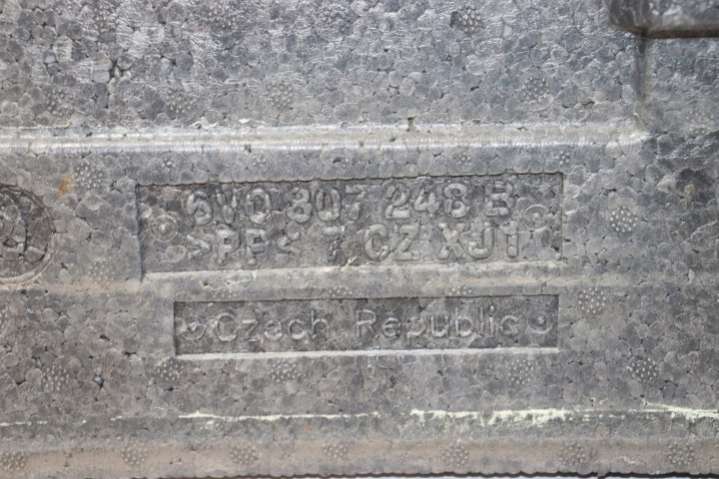 6V0 807 248 B
>PP< 7 CZ XJ1
Czech Republic